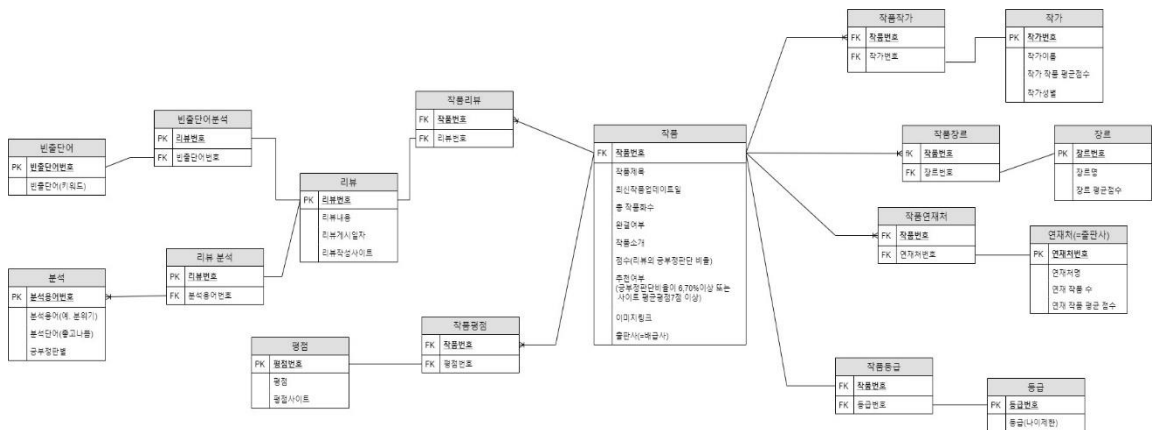 작품작가
FK 작품번호
FK 작가번호
작가
PK 작가번호
작가이름
작가 작품 평균점수
작가성별
작품리뷰
FK 작품번호
FK 리뷰번호
빈출단어분석
PK 리뷰번호
FK 빈출단어번호
빈출단어
PK 빈출단어번호
빈출단어(키워드)
작품
FK 작품번호
작품제목
최신작품업데이트일
총 작품화수
완결여부
작품소개
점수(리뷰의 긍부정판단 비율)
추천여부
(긍부정판단비율이 6,70%이상 또는
사이트 평균평점7점 이상)
이미지링크
출판사(=배급사)
작품장르
fK 작품번호
FK 장르번호
장르
PK 장르번호
장르명
장르 평균점수
리뷰
PK 리뷰번호
리뷰내용
리뷰게시일자
리뷰작성사이트
작품연재처
FK 작품번호
FK 연재처번호
연재처(=출판사)
PK 연재처번호
연재처명
연재 작품 수
연재 작품 평균 점수
리뷰 분석
PK 리뷰번호
FK 분석용어번호
분석
PK 분석용어번호
분석용어(예. 분위기)
분석단어(좋고나쁨)
긍부정판별
작품평점
FK 작품번호
FK 평점번호
평점
PK 평점번호
평점
평점사이트
작품등급
FK 작품번호
FK 등급번호
등급
PK 등급번호
등급(나이제한)